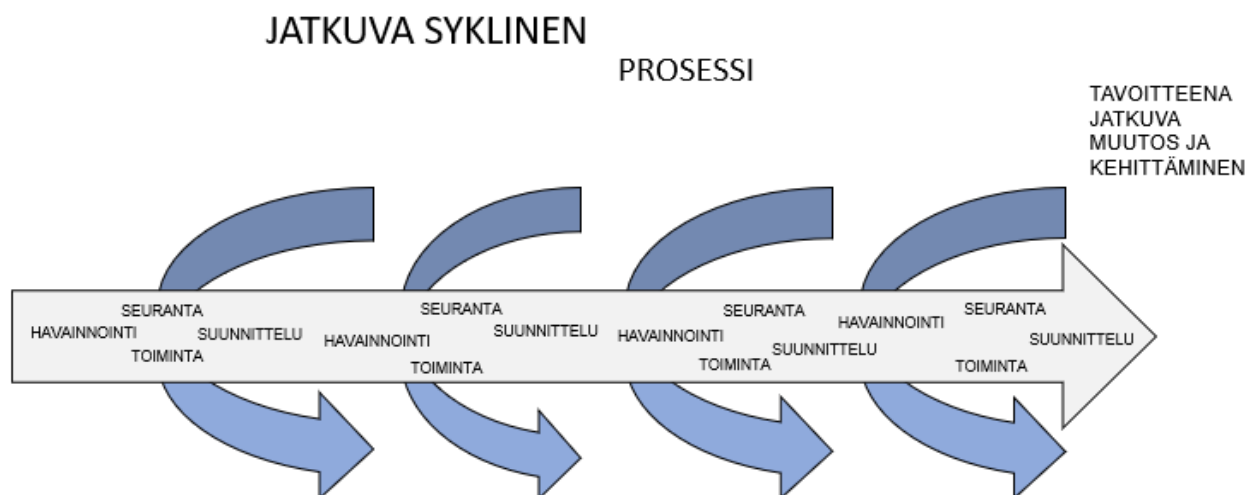 JATKUVA SYKLINEN
PROSESSI
TAVOITTEENA
JATKUVA
MUUTOS JA
KEHITTÄMINEN
SEURANTA
HAVAINNOINTI
SUUNNITTELU
TOIMINTA
SEURANTA
HAVAINNOINTI
SUUNNITTELU
TOIMINTA
SEURANTA
HAVAINNOINTI
SUUNNITTELU
TOIMINTA
SEURANTA
HAVAINNOINTI
SUUNNITTELU
TOIMINTA